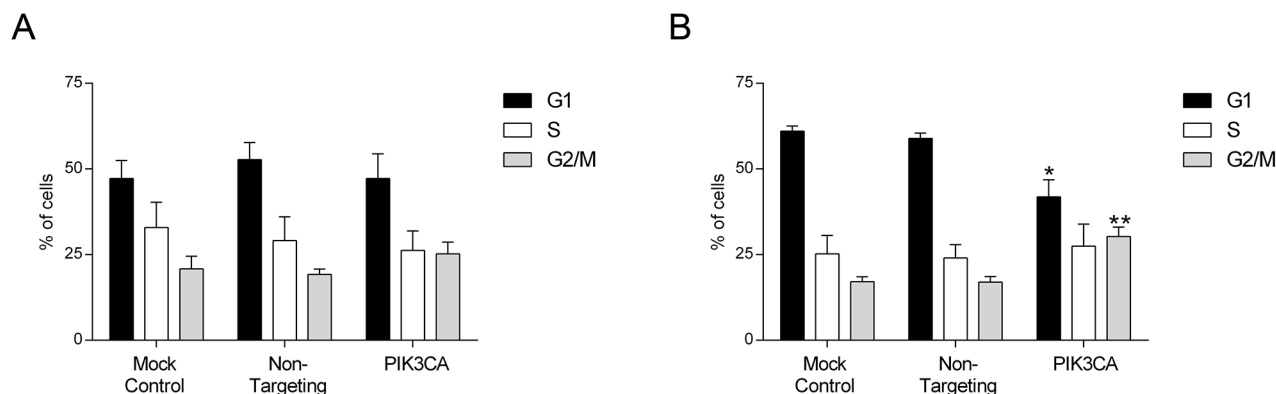 A
75
50
25
0
% of cells
Mock
Control
Non-
Targeting
PIK3CA
G1
S
G2/M
B
75
50
25
0
% of cells
*
**
Mock
Control
Non-
Targeting
PIK3CA
G1
S
G2/M